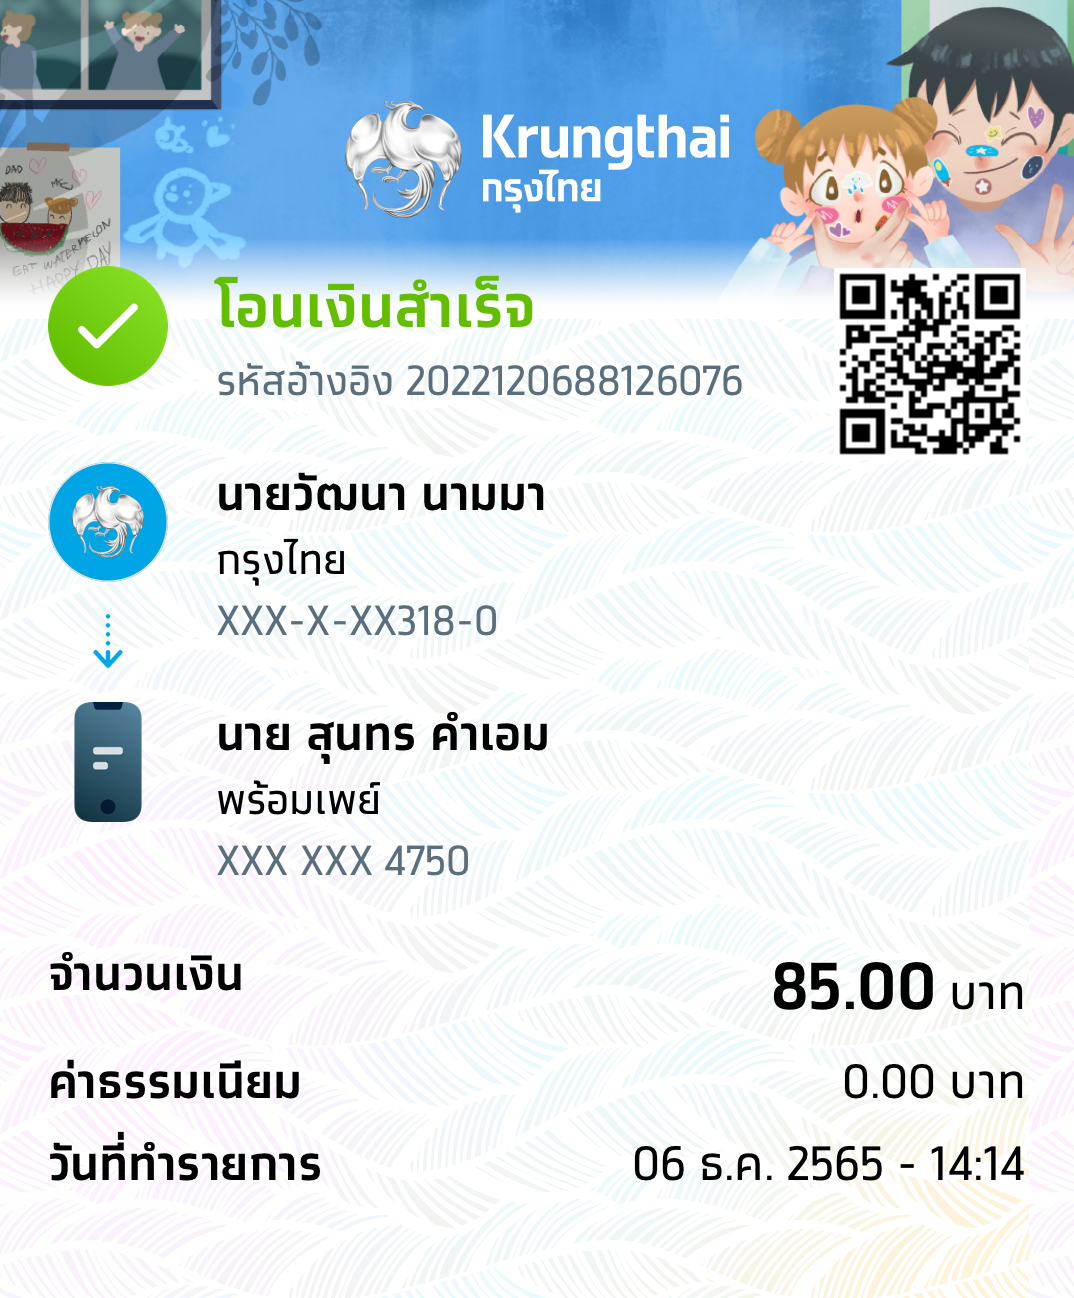 Krungthai
กรุงไทย
DAD
ME
EAT WATERMELON
HAPPY DAY
โอนเงินสำเร็จ
รหัสอ้างอิง 2022120688126076
นายวัฒนา นามมา
กรุงไทย
XXX-X-XX318-0
นาย สุนทร คำเอม
พร้อมเพย์
XXX XXX 4750
จำนวนเงิน 85.00 บาท
ค่าธรรมเนียม 0.00 บาท
วันที่ทำรายการ 06 ธ.ค. 2565 - 14:14